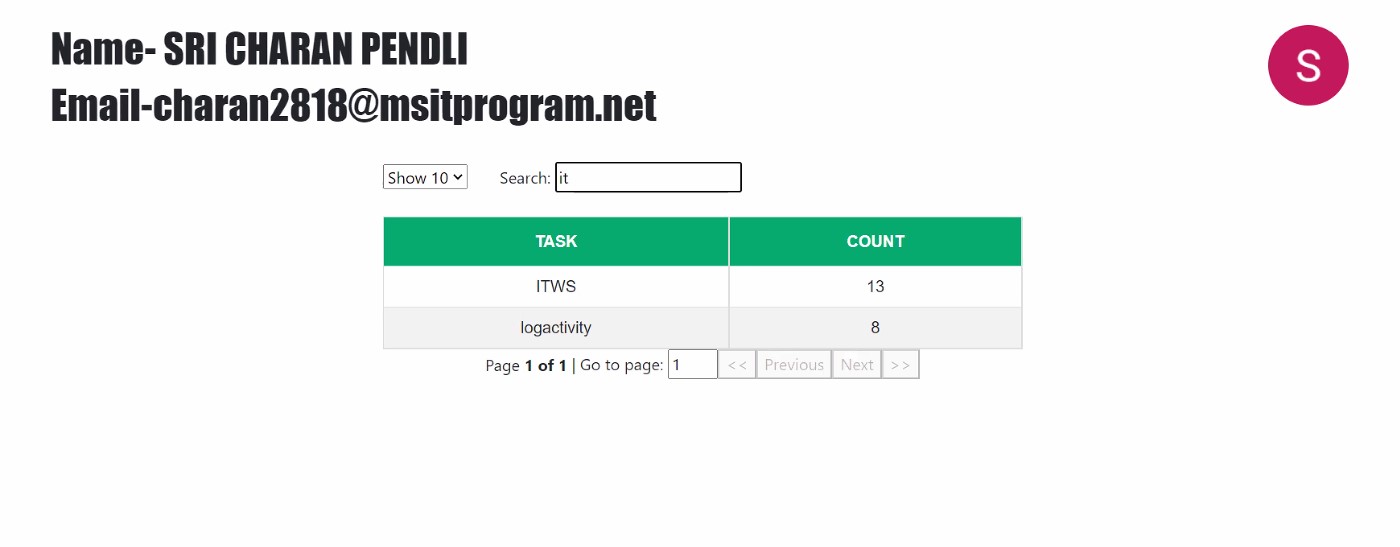 Name- SRI CHARAN PENDLI
S
Email-charan2818@msitprogram.net
Show 10 Search: it
TASK COUNT
ITWS 13
logactivity 8
Page 1 of 1 | Go to page: 1 << Previous Next >>